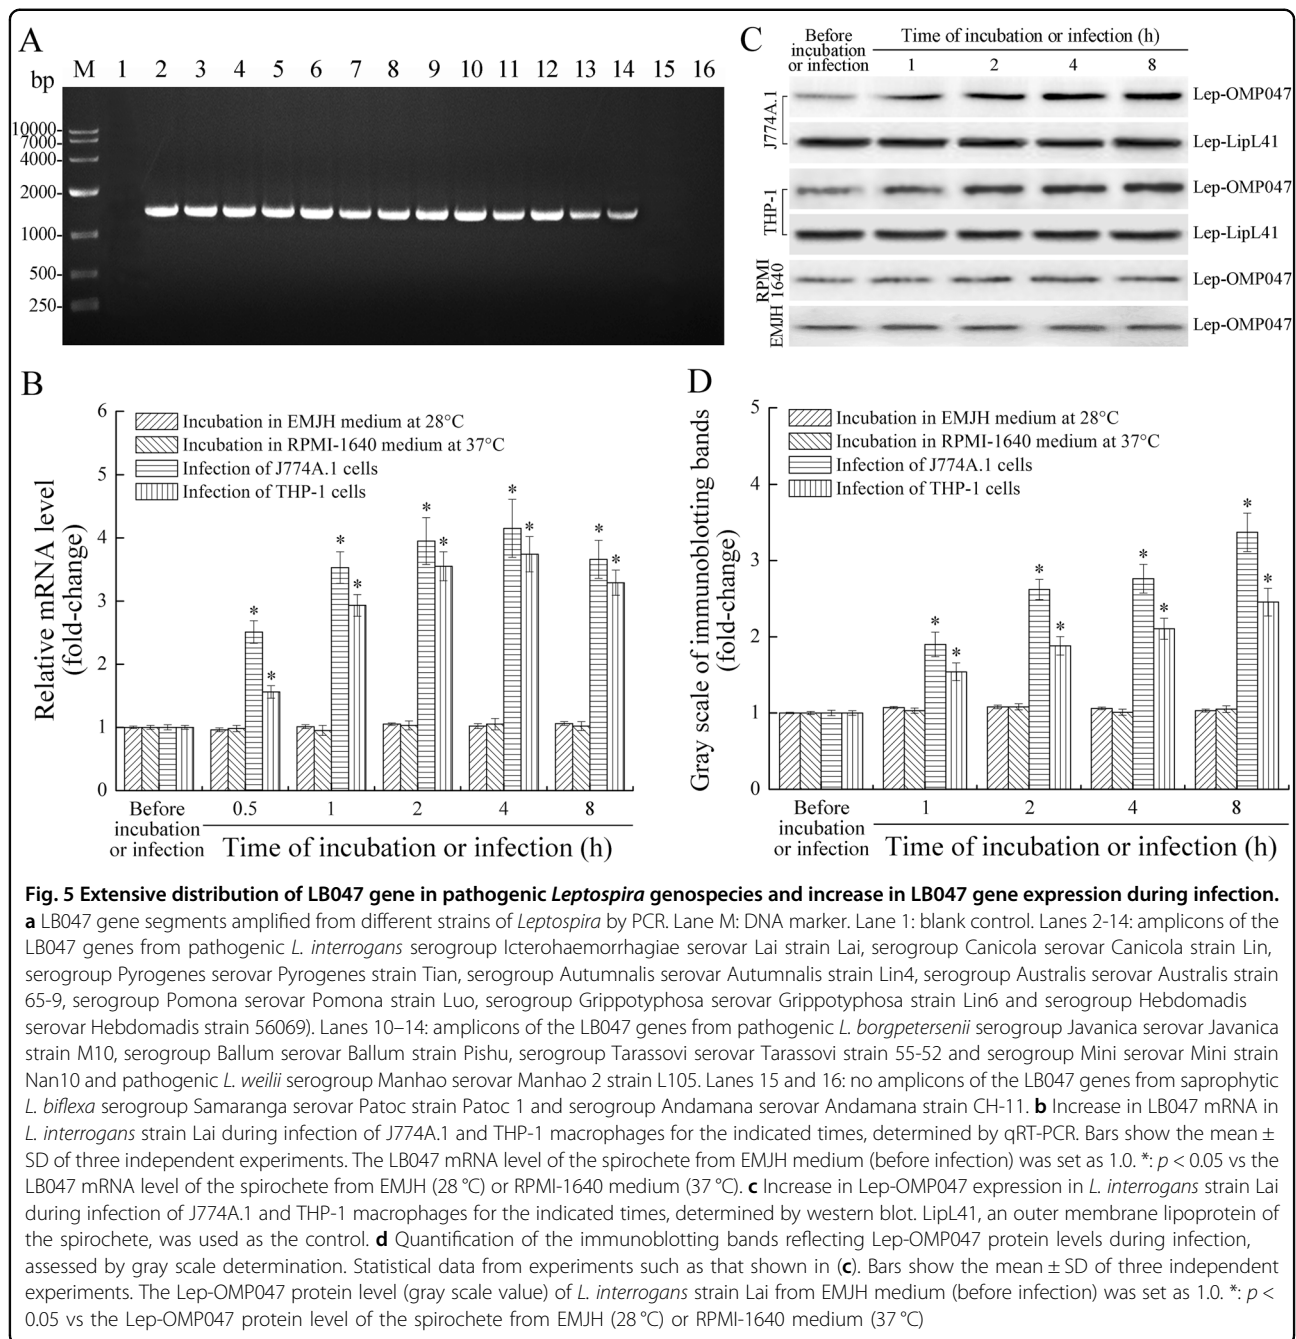 A
M 1 2 3 4 5 6 7 8 9 10 11 12 13 14 15 16
bp
10000
7000
4000
2000
1000
500
250
C
Before incubation or infection
Time of incubation or infection (h)
1 2 4 8
J774A.1
Lep-OMP047
Lep-LipL41
THP-1
Lep-OMP047
Lep-LipL41
RPMI 1640
Lep-OMP047
EMJH
Lep-OMP047
B
Relative mRNA level
(fold-change)
6
5
4
3
2
1
0
Incubation in EMJH medium at 28°C
Incubation in RPMI-1640 medium at 37°C
Infection of J774A.1 cells
Infection of THP-1 cells
* * * * * * * * * *
Before incubation or infection
0.5 1 2 4 8
Time of incubation or infection (h)
D
Gray scale of immunoblotting bands
(fold-change)
5
4
3
2
1
0
Incubation in EMJH medium at 28°C
Incubation in RPMI-1640 medium at 37°C
Infection of J774A.1 cells
Infection of THP-1 cells
* * * * * * * *
Before incubation or infection
1 2 4 8
Time of incubation or infection (h)
Fig. 5 Extensive distribution of LB047 gene in pathogenic Leptospira genospecies and increase in LB047 gene expression during infection.
a LB047 gene segments amplified from different strains of Leptospira by PCR. Lane M: DNA marker. Lane 1: blank control. Lanes 2-14: amplicons of the
LB047 genes from pathogenic L. interrogans serogroup Icterohaemorrhagiae serovar Lai strain Lai, serogroup Canicola serovar Canicola strain Lin,
serogroup Pyrogenes serovar Pyrogenes strain Tian, serogroup Autumnalis serovar Autumnalis strain Lin4, serogroup Australis serovar Australis strain
65-9, serogroup Pomona serovar Pomona strain Luo, serogroup Grippotyphosa serovar Grippotyphosa strain Lin6 and serogroup Hebdomadis
serovar Hebdomadis strain 56069). Lanes 10–14: amplicons of the LB047 genes from pathogenic L. borgpetersenii serogroup Javanica serovar Javanica
strain M10, serogroup Ballum serovar Ballum strain Pishu, serogroup Tarassovi serovar Tarassovi strain 55-52 and serogroup Mini serovar Mini strain
Nan10 and pathogenic L. weilii serogroup Manhao serovar Manhao 2 strain L105. Lanes 15 and 16: no amplicons of the LB047 genes from saprophytic
L. biflexa serogroup Samaranga serovar Patoc strain Patoc 1 and serogroup Andamana serovar Andamana strain CH-11. b Increase in LB047 mRNA in
L. interrogans strain Lai during infection of J774A.1 and THP-1 macrophages for the indicated times, determined by qRT-PCR. Bars show the mean ±
SD of three independent experiments. The LB047 mRNA level of the spirochete from EMJH medium (before infection) was set as 1.0. *: p < 0.05 vs the
LB047 mRNA level of the spirochete from EMJH (28 °C) or RPMI-1640 medium (37 °C). c Increase in Lep-OMP047 expression in L. interrogans strain Lai
during infection of J774A.1 and THP-1 macrophages for the indicated times, determined by western blot. LipL41, an outer membrane lipoprotein of
the spirochete, was used as the control. d Quantification of the immunoblotting bands reflecting Lep-OMP047 protein levels during infection,
assessed by gray scale determination. Statistical data from experiments such as that shown in (c). Bars show the mean ± SD of three independent
experiments. The Lep-OMP047 protein level (gray scale value) of L. interrogans strain Lai from EMJH medium (before infection) was set as 1.0. *: p <
0.05 vs the Lep-OMP047 protein level of the spirochete from EMJH (28 °C) or RPMI-1640 medium (37 °C)